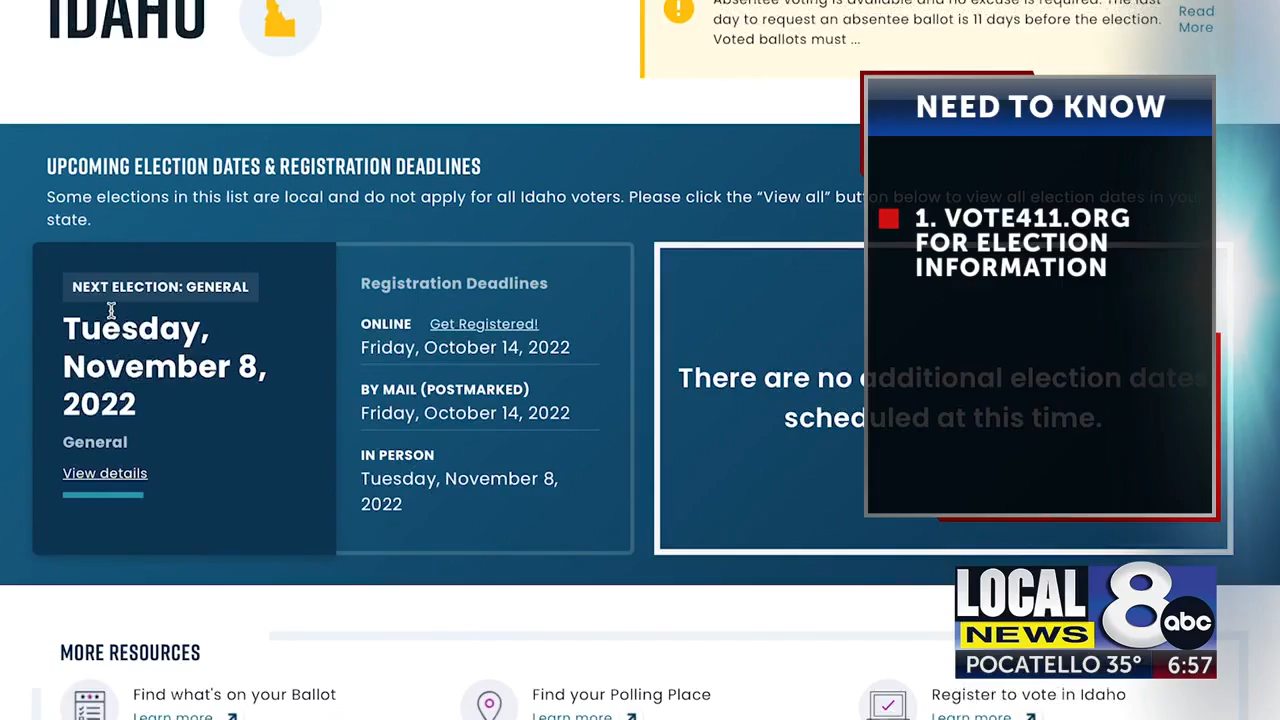 IDAHO
Absentee voting is available and no excuse is required. The last
day to request an absentee ballot is 11 days before the election.
Voted ballots must ...
Read
More
NEED TO KNOW
1. VOTE411.ORG
FOR ELECTION
INFORMATION
UPCOMING ELECTION DATES & REGISTRATION DEADLINES
Some elections in this list are local and do not apply for all Idaho voters. Please click the “View all” button below to view all election dates in your
state.
NEXT ELECTION: GENERAL
Tuesday,
November 8,
2022
General
View details
Registration Deadlines
ONLINE Get Registered!
Friday, October 14, 2022
BY MAIL (POSTMARKED)
Friday, October 14, 2022
IN PERSON
Tuesday, November 8,
2022
There are no additional election dates
scheduled at this time.
LOCAL
NEWS
8
abc
POCATELLO 35° 6:57
MORE RESOURCES
Find what's on your Ballot
Learn more
Find your Polling Place
Learn more
Register to vote in Idaho
Learn more